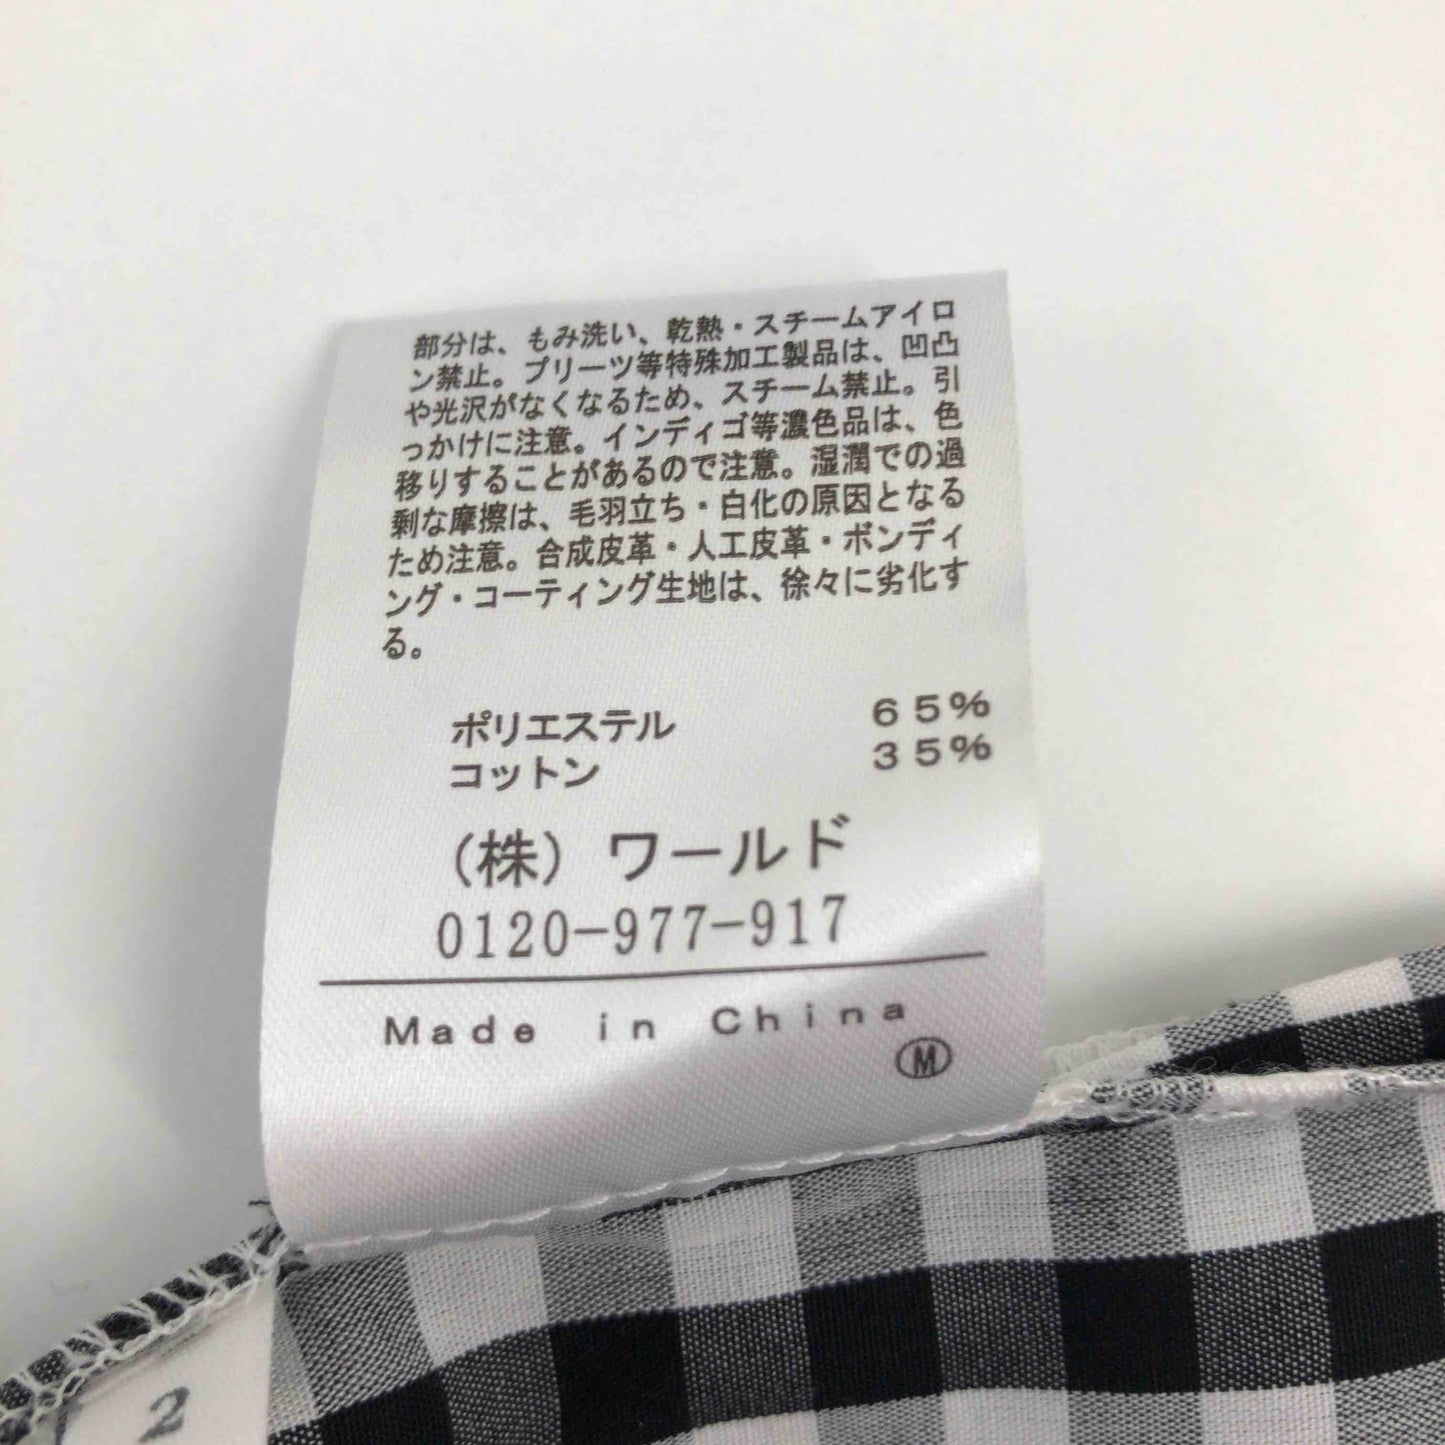 部分は、もみ洗い、乾熱・スチームアイロ
ン禁止。プリーツ等特殊加工製品は、凹凸
や光沢がなくなるため、スチーム禁止。引
っかけに注意。インディゴ等濃色品は、色
移りすることがあるので注意。湿潤での過
剰な摩擦は、毛羽立ち・白化の原因となる
ため注意。合成皮革・人工皮革・ボンディ
ング・コーティング生地は、徐々に劣化す
る。
ポリエステル 65%
コットン 35%
(株)ワールド
0120-977-917
Made in China
M
2